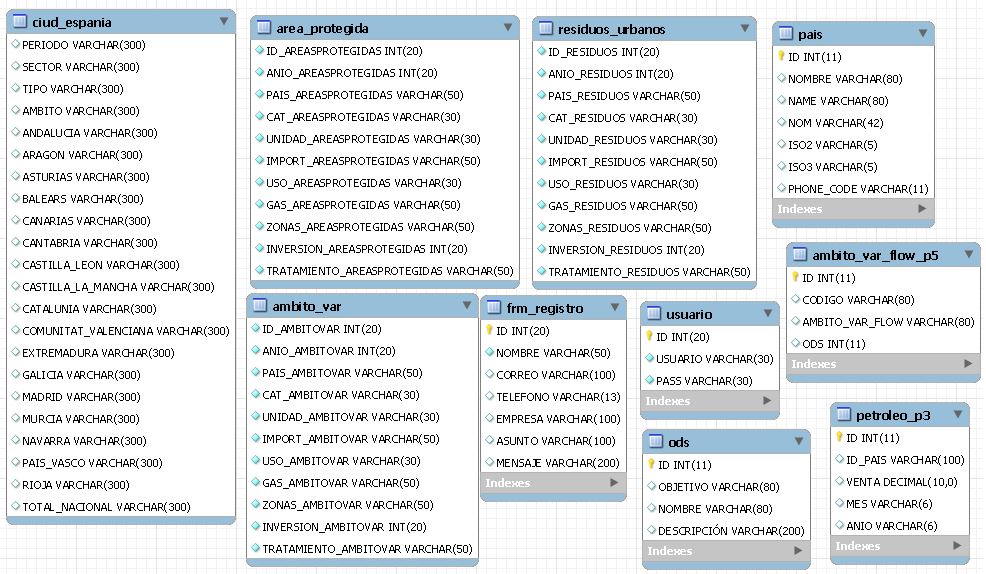 ciud_espania
PERIODO VARCHAR(300)
SECTOR VARCHAR(300)
TIPO VARCHAR(300)
AMBITO VARCHAR(300)
ANDALUCIA VARCHAR(300)
ARAGON VARCHAR(300)
ASTURIAS VARCHAR(300)
BALEARS VARCHAR(300)
CANARIAS VARCHAR(300)
CANTABRIA VARCHAR(300)
CASTILLA_LEON VARCHAR(300)
CASTILLA_LA_MANCHA VARCHAR(300)
CATALUNIA VARCHAR(300)
COMUNITAT_VALENCIANA VARCHAR(300)
EXTREMADURA VARCHAR(300)
GALICIA VARCHAR(300)
MADRID VARCHAR(300)
MURCIA VARCHAR(300)
NAVARRA VARCHAR(300)
PAIS_VASCO VARCHAR(300)
RIOJA VARCHAR(300)
TOTAL_NACIONAL VARCHAR(300)
area_protegida
ID_AREASPROTEGIDAS INT(20)
ANIO_AREASPROTEGIDAS INT(20)
PAIS_AREASPROTEGIDAS VARCHAR(50)
CAT_AREASPROTEGIDAS VARCHAR(30)
UNIDAD_AREASPROTEGIDAS VARCHAR(30)
IMPORT_AREASPROTEGIDAS VARCHAR(50)
USO_AREASPROTEGIDAS VARCHAR(30)
GAS_AREASPROTEGIDAS VARCHAR(50)
ZONAS_AREASPROTEGIDAS VARCHAR(50)
INVERSION_AREASPROTEGIDAS INT(20)
TRATAMIENTO_AREASPROTEGIDAS VARCHAR(50)
residuos_urbanos
ID_RESIDUOS INT(20)
ANIO_RESIDUOS INT(20)
PAIS_RESIDUOS VARCHAR(50)
CAT_RESIDUOS VARCHAR(30)
UNIDAD_RESIDUOS VARCHAR(30)
IMPORT_RESIDUOS VARCHAR(50)
USO_RESIDUOS VARCHAR(30)
GAS_RESIDUOS VARCHAR(50)
ZONAS_RESIDUOS VARCHAR(50)
INVERSION_RESIDUOS INT(20)
TRATAMIENTO_RESIDUOS VARCHAR(50)
pais
ID INT(11)
NOMBRE VARCHAR(80)
NAME VARCHAR(80)
NOM VARCHAR(42)
ISO2 VARCHAR(5)
ISO3 VARCHAR(5)
PHONE_CODE VARCHAR(11)
Indexes
ambito_var_flow_p5
ID INT(11)
CODIGO VARCHAR(80)
AMBITO_VAR_FLOW VARCHAR(80)
ODS INT(11)
Indexes
ambito_var
ID_AMBITOVAR INT(20)
ANIO_AMBITOVAR INT(20)
PAIS_AMBITOVAR VARCHAR(50)
CAT_AMBITOVAR VARCHAR(30)
UNIDAD_AMBITOVAR VARCHAR(30)
IMPORT_AMBITOVAR VARCHAR(50)
USO_AMBITOVAR VARCHAR(30)
GAS_AMBITOVAR VARCHAR(50)
ZONAS_AMBITOVAR VARCHAR(50)
INVERSION_AMBITOVAR INT(20)
TRATAMIENTO_AMBITOVAR VARCHAR(50)
frm_registro
ID INT(20)
NOMBRE VARCHAR(50)
CORREO VARCHAR(100)
TELEFONO VARCHAR(13)
EMPRESA VARCHAR(100)
ASUNTO VARCHAR(100)
MENSAJE VARCHAR(200)
Indexes
usuario
ID INT(20)
USUARIO VARCHAR(30)
PASS VARCHAR(30)
Indexes
ods
ID INT(11)
OBJETIVO VARCHAR(80)
NOMBRE VARCHAR(80)
DESCRIPCIÓN VARCHAR(200)
Indexes
petroleo_p3
ID INT(11)
ID_PAIS VARCHAR(100)
VENTA DECIMAL(10,0)
MES VARCHAR(6)
ANIO VARCHAR(6)
Indexes